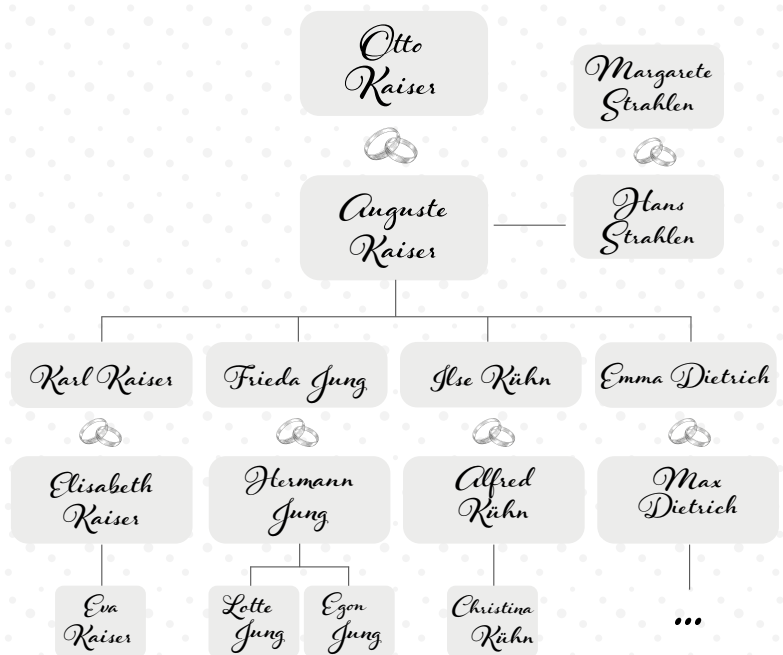 Otto
Kaiser
Margarete
Strahlen
Auguste
Kaiser
Hans
Strahlen
Karl Kaiser
Frieda Jung
Ilse Kühn
Emma Dietrich
Elisabeth
Kaiser
Hermann
Jung
Alfred
Kühn
Max
Dietrich
Eva
Kaiser
Lotte
Jung
Egon
Jung
Christina
Kühn
...